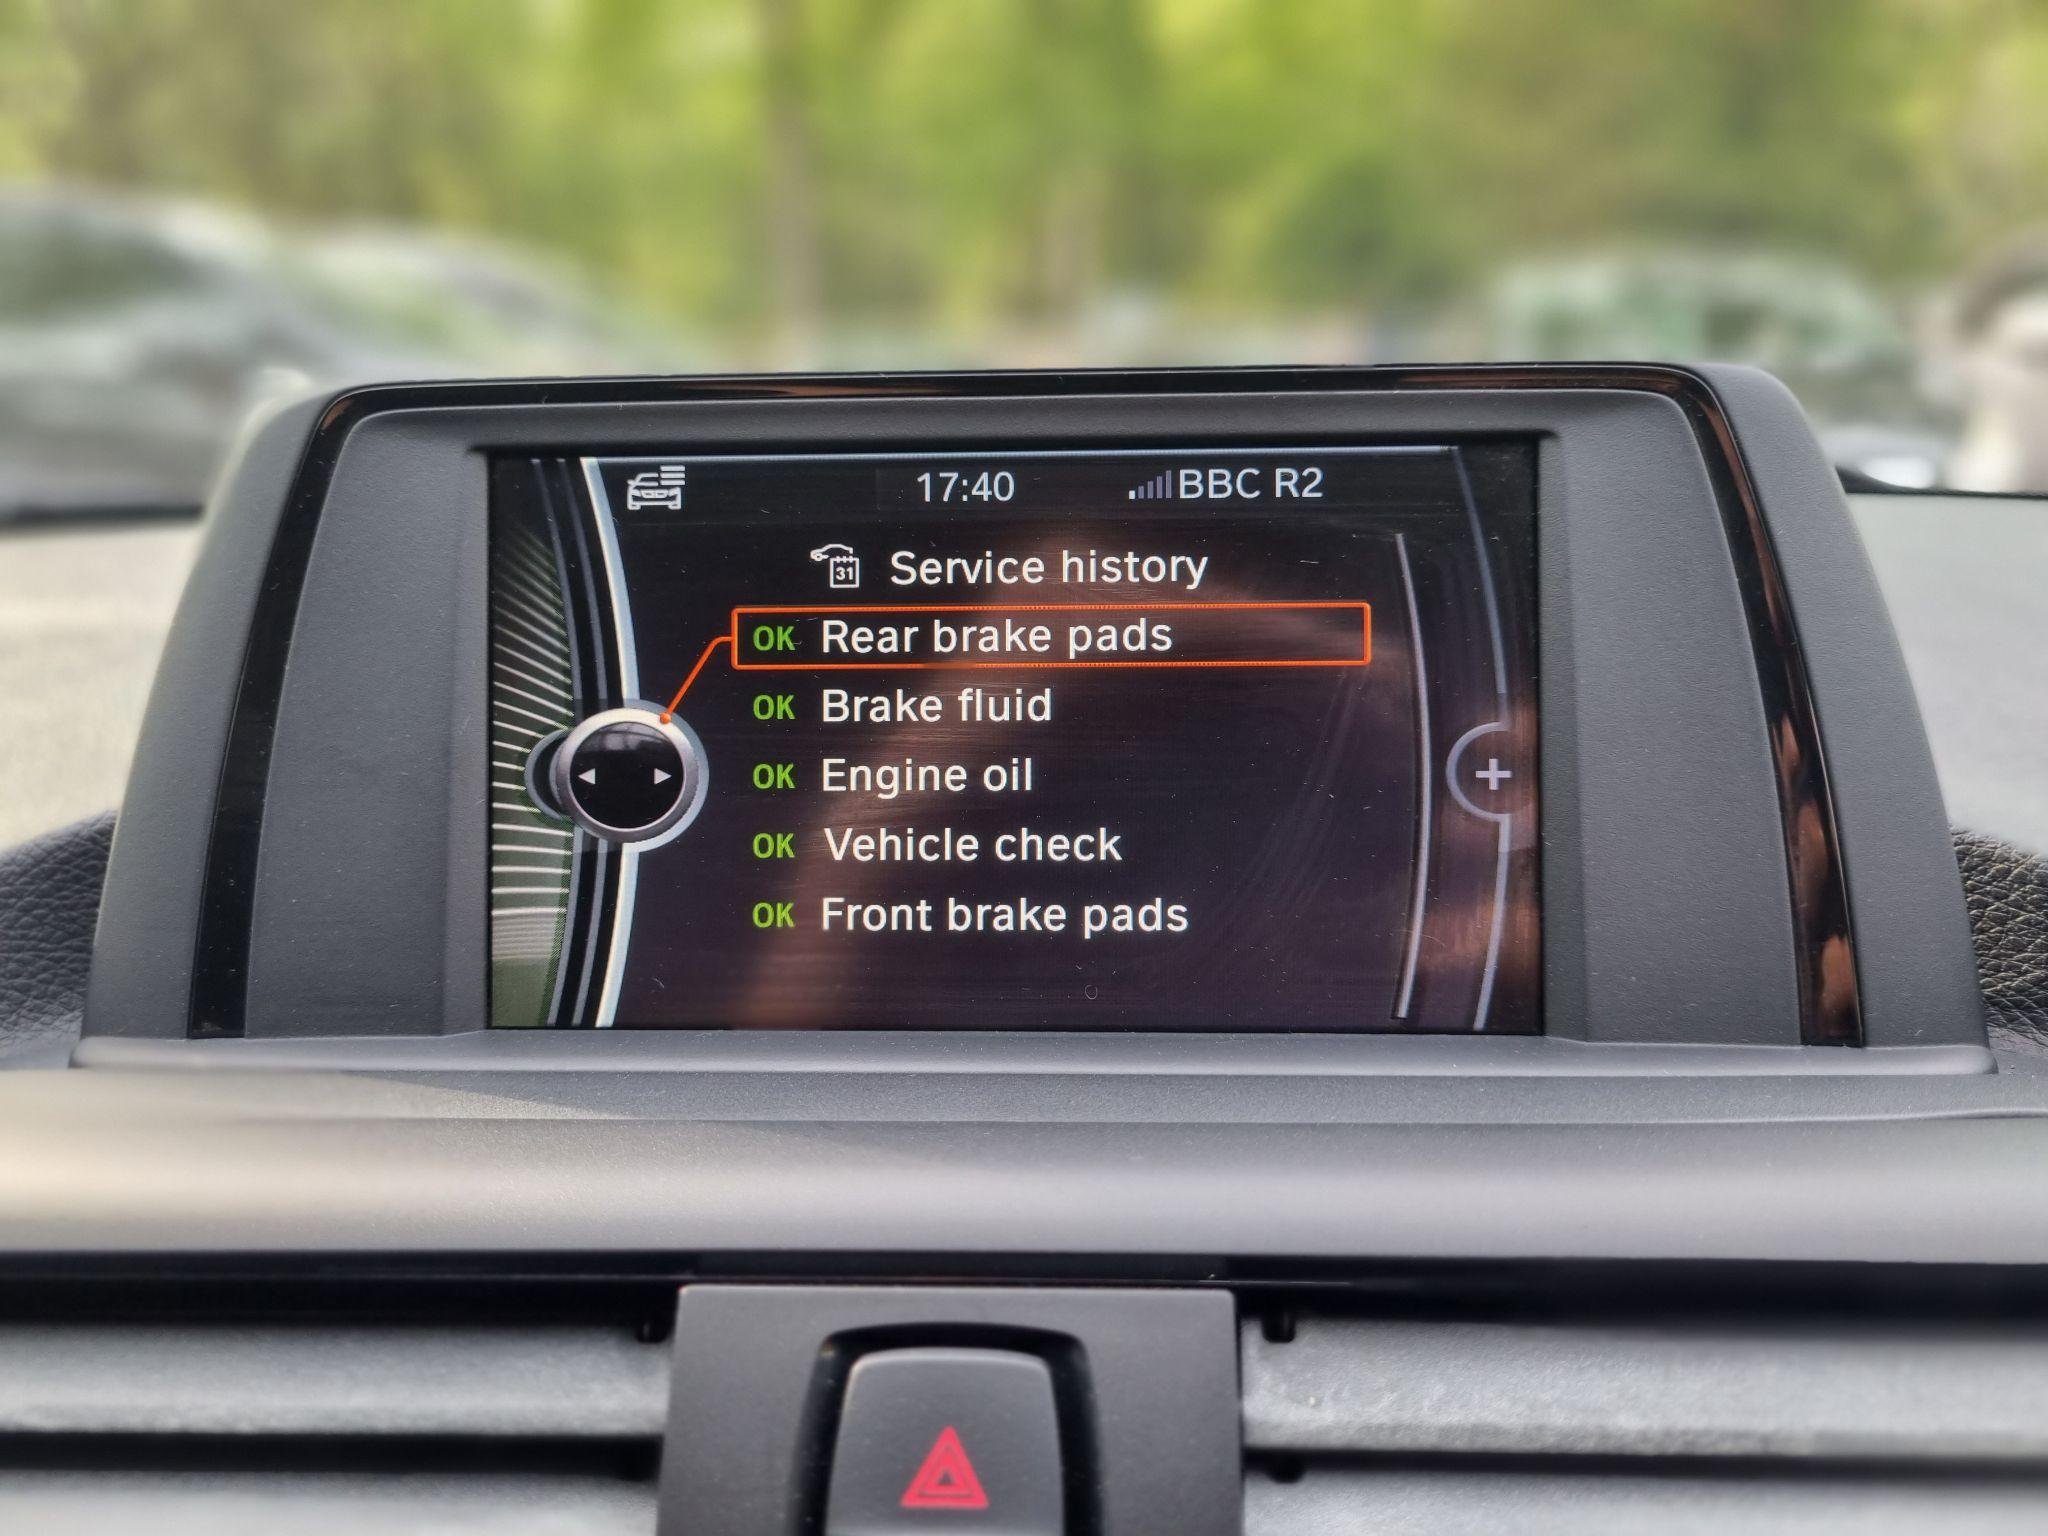 17:40 BBC R2
31 Service history
OK Rear brake pads
OK Brake fluid
OK Engine oil
OK Vehicle check
OK Front brake pads